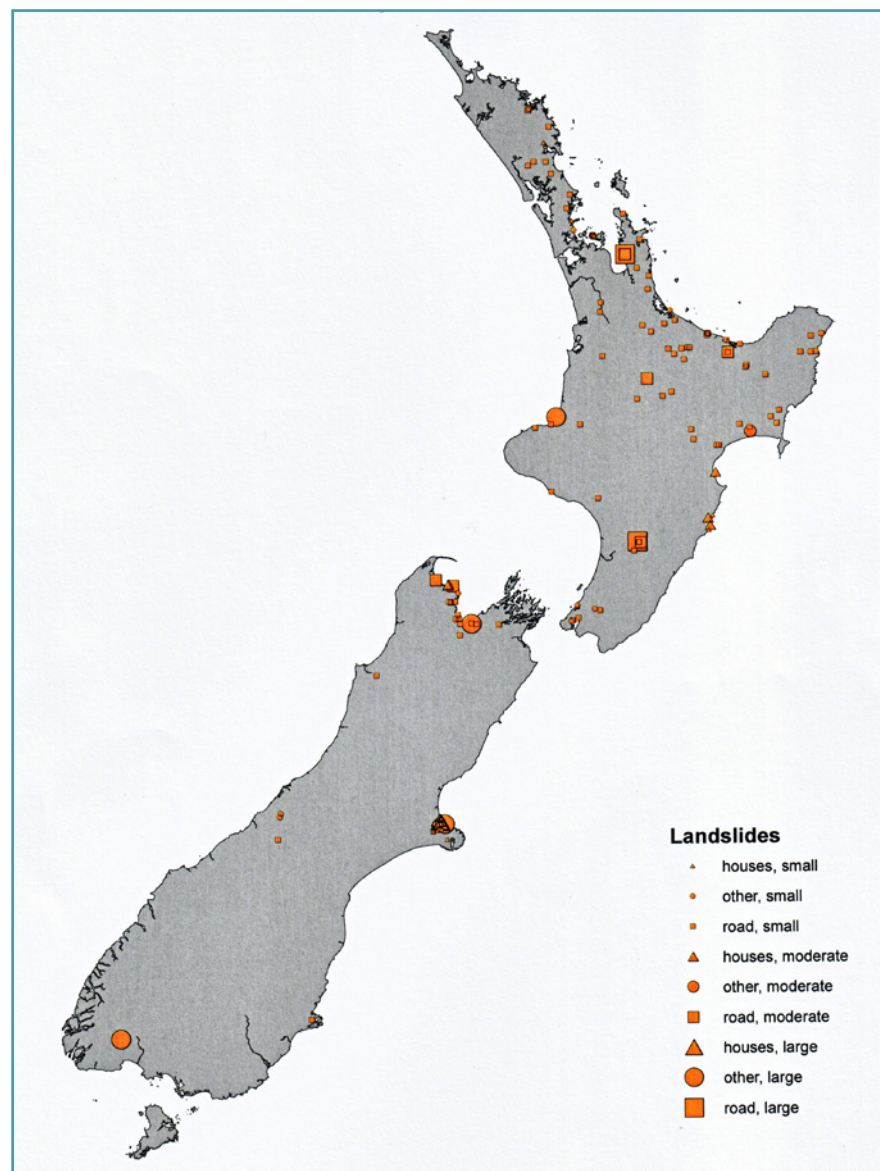 Landslides
houses, small
other, small
road, small
houses, moderate
other, moderate
road, moderate
houses, large
other, large
road, large